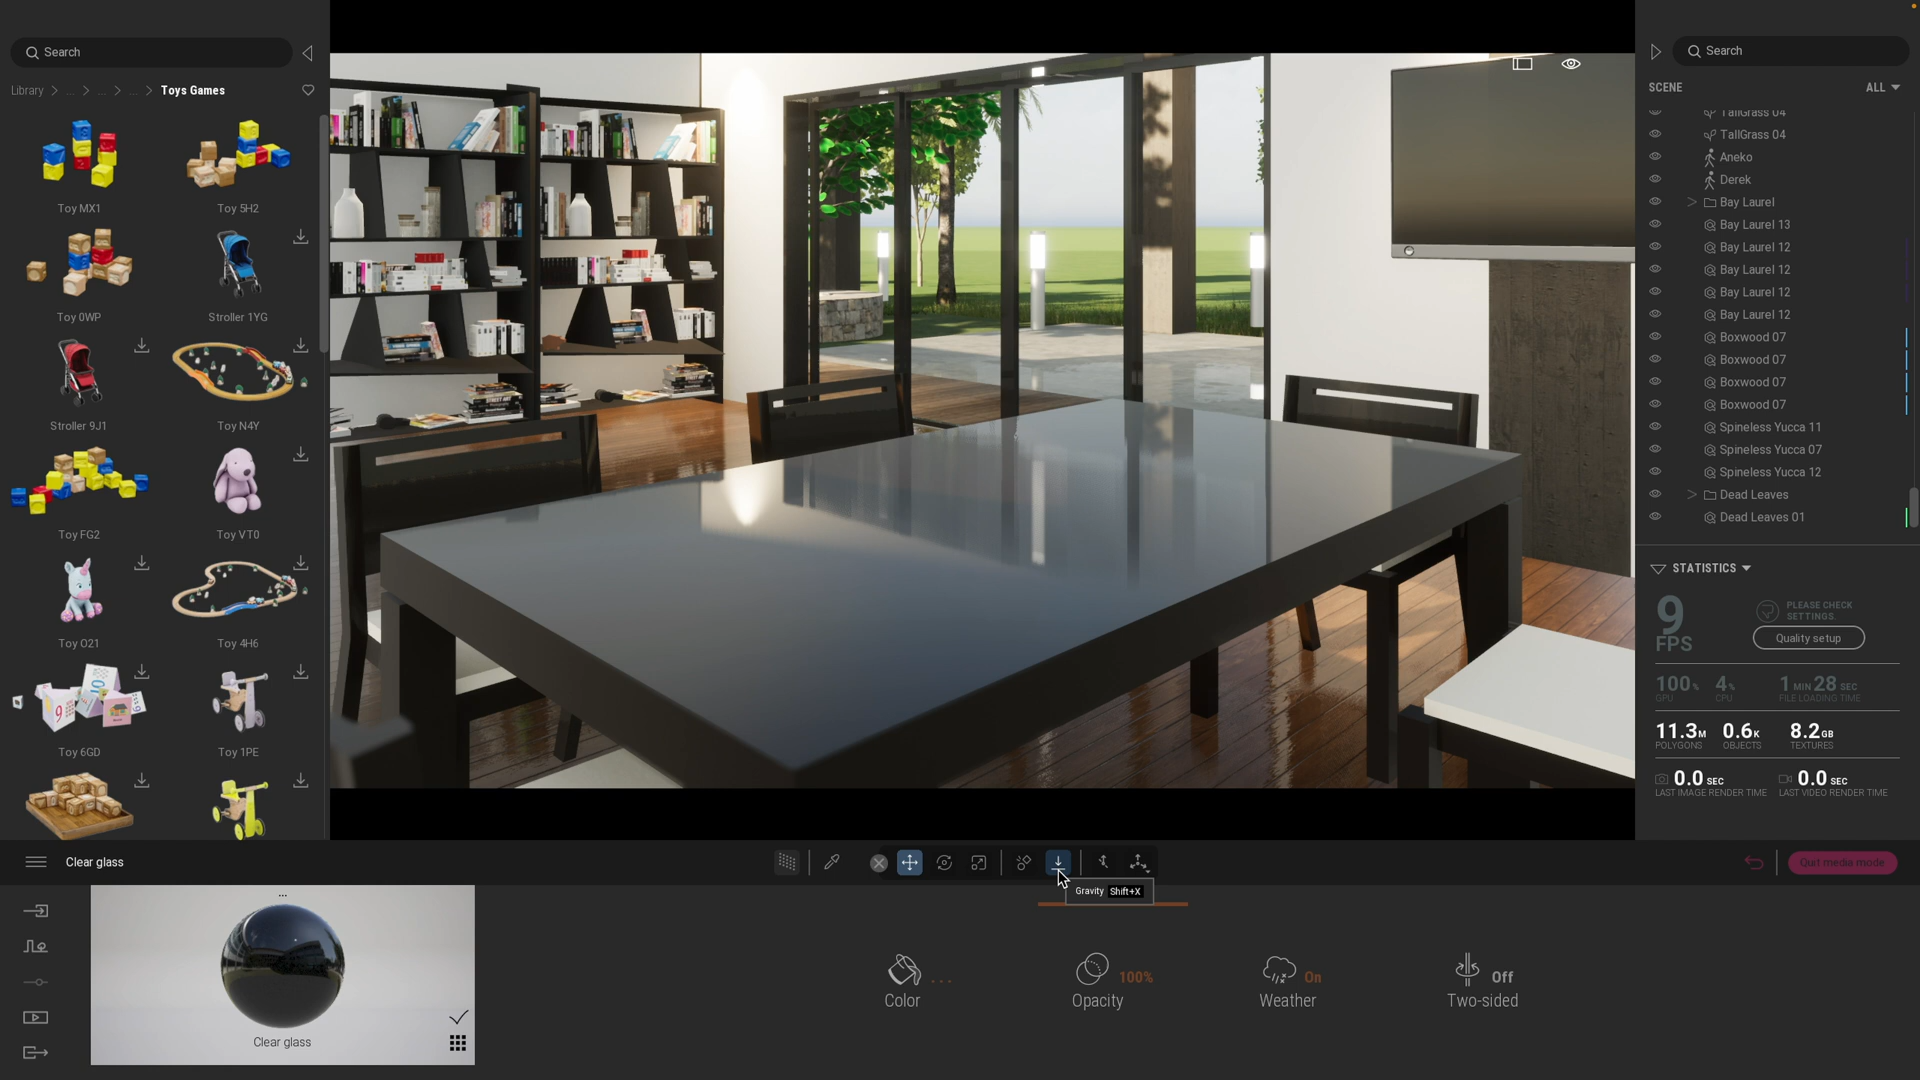 Search
Library > ... > ... > ... > Toys Games
Toy MX1
Toy 5H2
Toy 0WP
Stroller 1YG
Stroller 9J1
Toy N4Y
Toy FG2
Toy VT0
Toy O21
Toy 4H6
Toy 6GD
Toy 1PE
Search
SCENE
ALL
TallGrass 04
TallGrass 04
Aneko
Derek
Bay Laurel
Bay Laurel 13
Bay Laurel 12
Bay Laurel 12
Bay Laurel 12
Bay Laurel 12
Boxwood 07
Boxwood 07
Boxwood 07
Boxwood 07
Spineless Yucca 11
Spineless Yucca 07
Spineless Yucca 12
Dead Leaves
Dead Leaves 01
STATISTICS
9
FPS
PLEASE CHECK
SETTINGS.
Quality setup
100% 4% 1 MIN 28 SEC
GPU CPU FILE LOADING TIME
11.3M 0.6K 8.2GB
POLYGONS OBJECTS TEXTURES
0.0 SEC 0.0 SEC
LAST IMAGE RENDER TIME LAST VIDEO RENDER TIME
Clear glass
Quit media mode
Gravity Shift+X
...
Clear glass
Color ...
Opacity 100%
Weather On
Two-sided Off